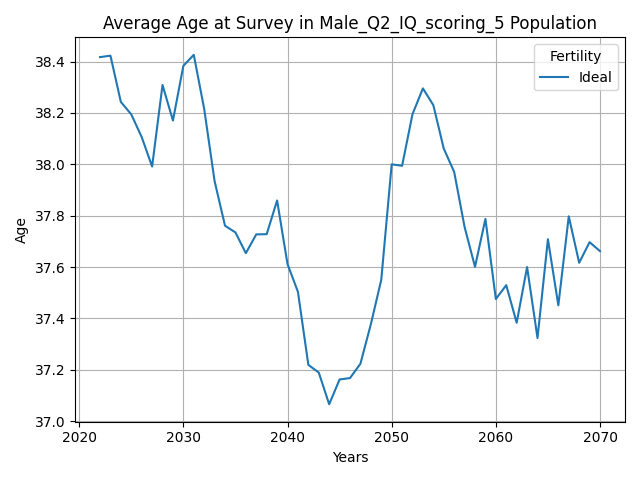 Average Age at Survey in Male_Q2_IQ_scoring_5 Population
Fertility
Ideal
Age
38.4
38.2
38.0
37.8
37.6
37.4
37.2
37.0
2020 2030 2040 2050 2060 2070
Years